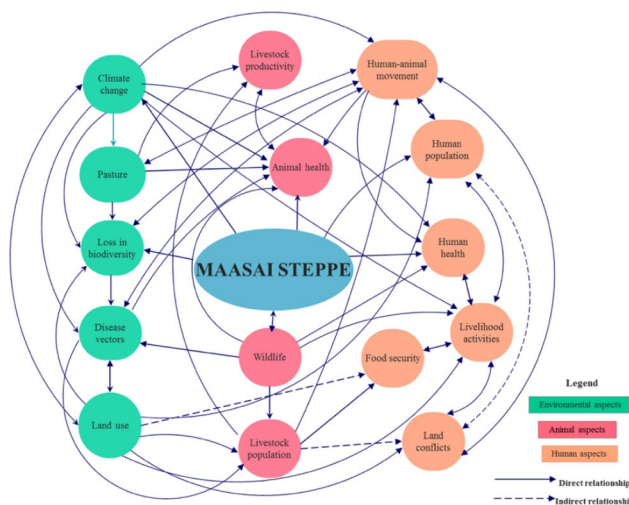 Livestock
productivity
Human-animal
movement
Climate
change
Human
population
Pasture
Animal health
Loss in
biodiversity
Human
health
MAASAI STEPPE
Disease
vectors
Wildlife
Food security
Livelihood
activities
Land use
Livestock
population
Land
conflicts
Legend
Environmental aspects
Animal aspects
Human aspects
Direct relationship
Indirect relationship